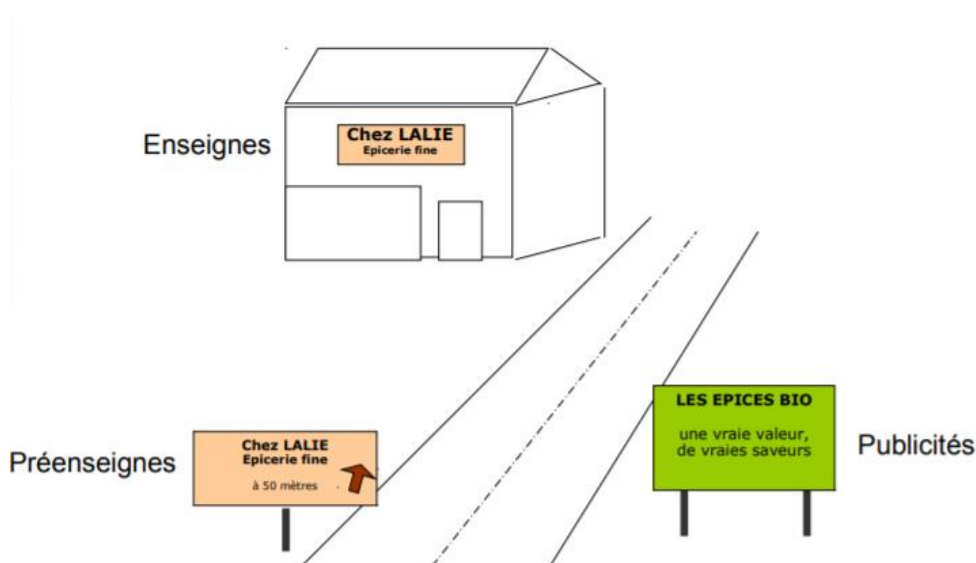 Enseignes
Chez LALIE
Epicerie fine
Préenseignes
Chez LALIE
Epicerie fine
à 50 mètres
LES EPICES BIO
une vraie valeur,
de vraies saveurs
Publicités